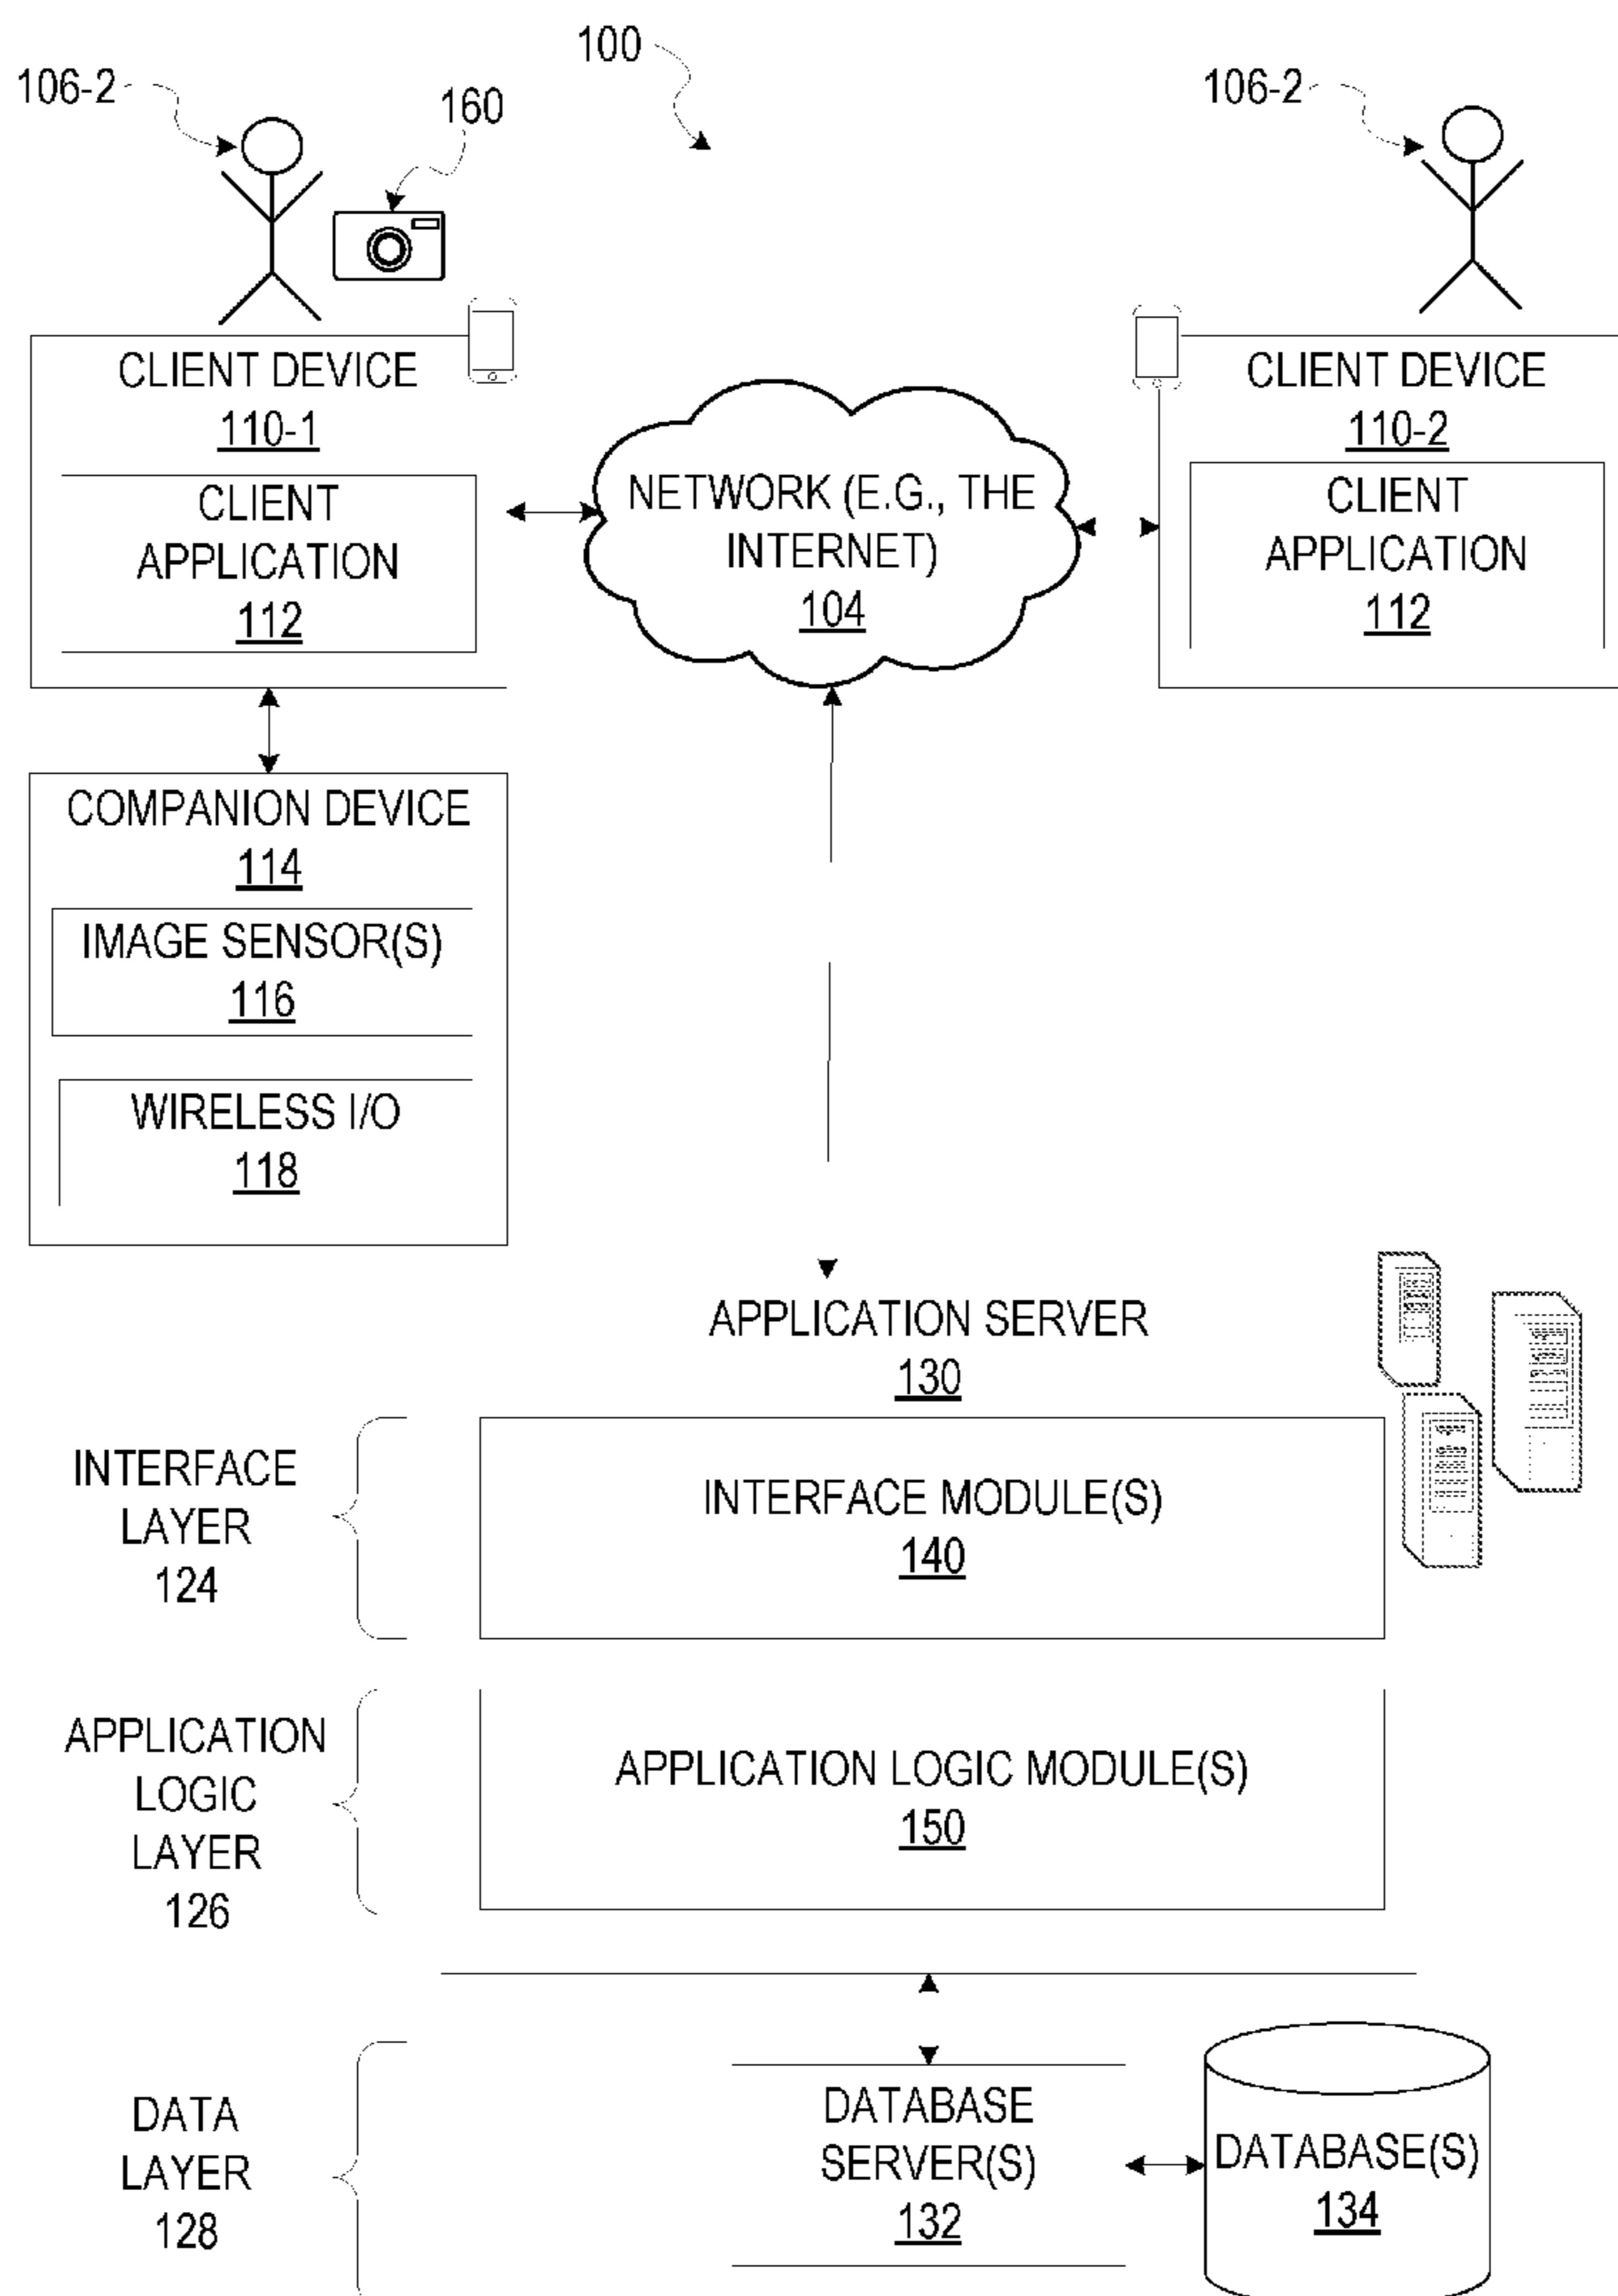 100
106-2
160
106-2
CLIENT DEVICE
110-1
CLIENT
APPLICATION
112
NETWORK (E.G., THE
INTERNET)
104
CLIENT DEVICE
110-2
CLIENT
APPLICATION
112
COMPANION DEVICE
114
IMAGE SENSOR(S)
116
WIRELESS I/O
118
APPLICATION SERVER
130
INTERFACE
LAYER
124
INTERFACE MODULE(S)
140
APPLICATION
LOGIC
LAYER
126
APPLICATION LOGIC MODULE(S)
150
DATA
LAYER
128
DATABASE
SERVER(S)
132
DATABASE(S)
134